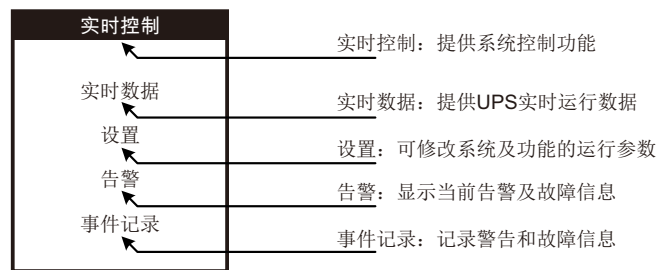 实时控制
实时控制：提供系统控制功能
实时数据
实时数据：提供UPS实时运行数据
设置
设置：可修改系统及功能的运行参数
告警
告警：显示当前告警及故障信息
事件记录
事件记录：记录警告和故障信息